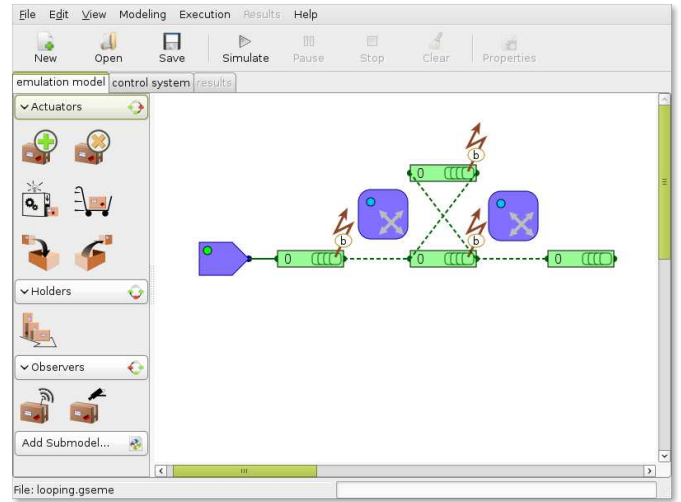 File Edit View Modeling Execution Results Help
New Open Save Simulate Pause Stop Clear Properties
emulation model control system results
Actuators
b
0
b b
0 0 0
Holders
Observers
Add Submodel...
File: looping.gseme